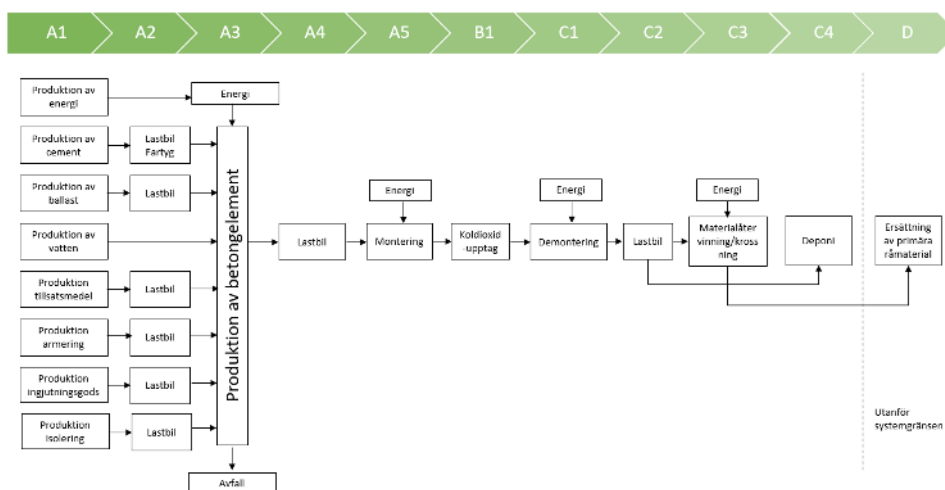 A1
A2
A3
A4
A5
B1
C1
C2
C3
C4
D
Produktion av
energi
Energi
Produktion av
cement
Lastbil
Fartyg
Produktion av
ballast
Lastbil
Produktion av
vatten
Produktion
tillsatsmedel
Lastbil
Produktion
armering
Lastbil
Produktion
ingjutningsgods
Lastbil
Produktion
isolering
Lastbil
Produktion av betongelement
Avfall
Lastbil
Energi
Montering
Koldioxid
-upptag
Energi
Demontering
Lastbil
Energi
Materialåter
vinning/kross
ning
Deponi
Ersättning
av primära
råmaterial
Utanför
systemgränsen